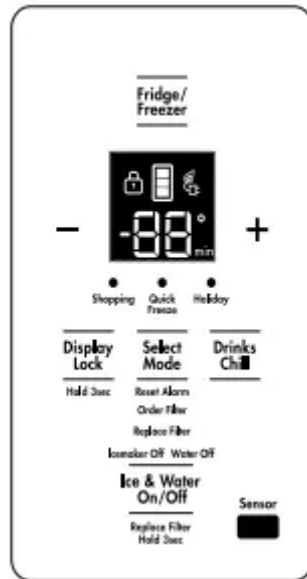 Fridge/
Freezer
-88°
min
− +
Shopping Quick Freeze Holiday
Display Lock Select Mode Drinks Chill
Hold 3sec Reset Alarm
Order Filter
Replace Filter
Icemaker Off Water Off
Ice & Water
On/Off
Replace Filter
Hold 3sec
Sensor